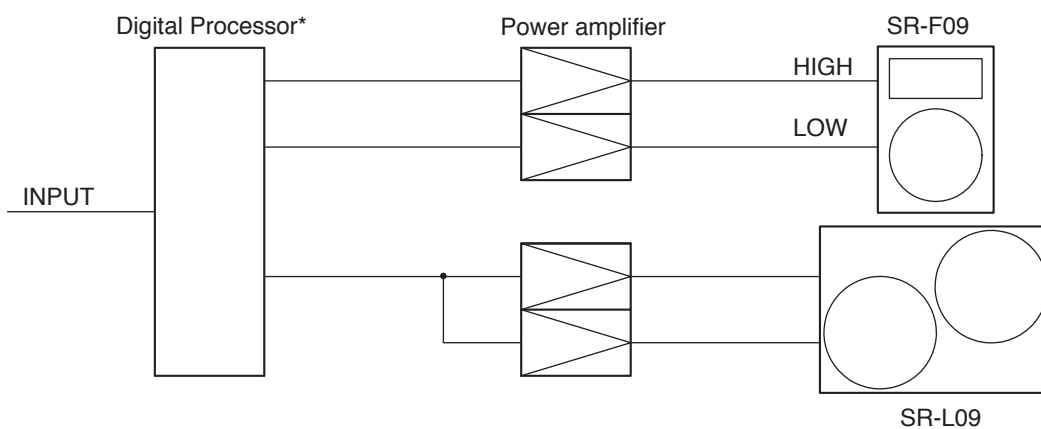 Digital Processor*
Power amplifier
SR-F09
HIGH
LOW
INPUT
SR-L09